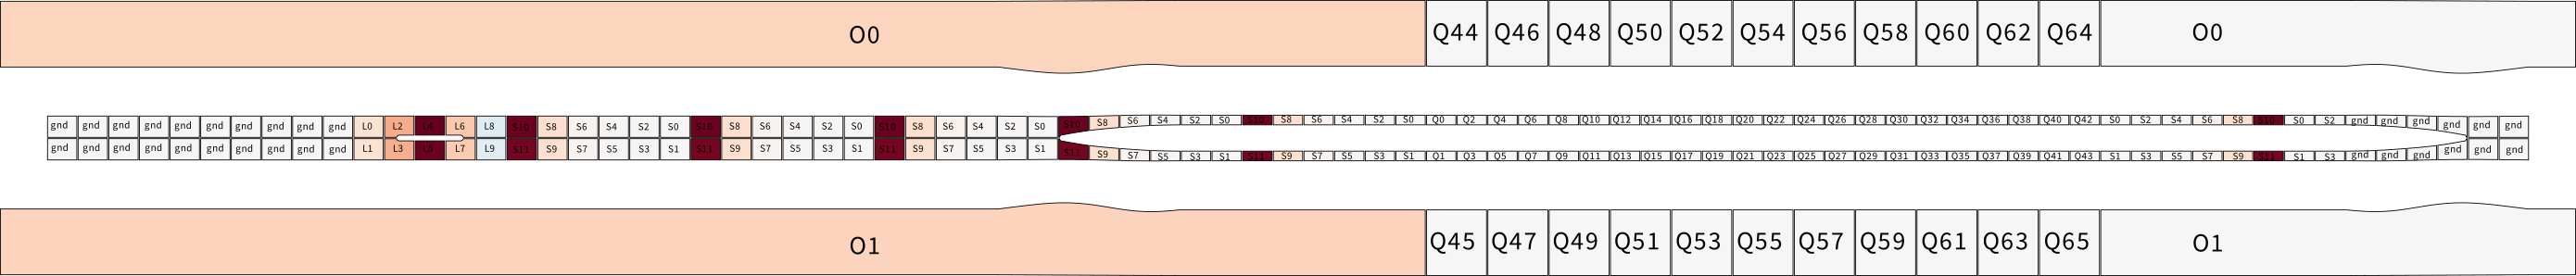 O0 Q44 Q46 Q48 Q50 Q52 Q54 Q56 Q58 Q60 Q62 Q64 O0
gnd gnd gnd gnd gnd gnd gnd gnd gnd gnd L0 L2 L4 L6 L8 S10 S8 S6 S4 S2 S0 S10 S8 S6 S4 S2 S0 S10 S8 S6 S4 S2 S0 S10 S8 S6 S4 S2 S0 S10 S8 S6 S4 S2 S0 Q0 Q2 Q4 Q6 Q8 Q10 Q12 Q14 Q16 Q18 Q20 Q22 Q24 Q26 Q28 Q30 Q32 Q34 Q36 Q38 Q40 Q42 S0 S2 S4 S6 S8 S10 S0 S2 gnd gnd gnd gnd gnd gnd
gnd gnd gnd gnd gnd gnd gnd gnd gnd gnd L1 L3 L5 L7 L9 S11 S9 S7 S5 S3 S1 S11 S9 S7 S5 S3 S1 S11 S9 S7 S5 S3 S1 S11 S9 S7 S5 S3 S1 S11 S9 S7 S5 S3 S1 Q1 Q3 Q5 Q7 Q9 Q11 Q13 Q15 Q17 Q19 Q21 Q23 Q25 Q27 Q29 Q31 Q33 Q35 Q37 Q39 Q41 Q43 S1 S3 S5 S7 S9 S11 S1 S3 gnd gnd gnd gnd gnd gnd
O1 Q45 Q47 Q49 Q51 Q53 Q55 Q57 Q59 Q61 Q63 Q65 O1